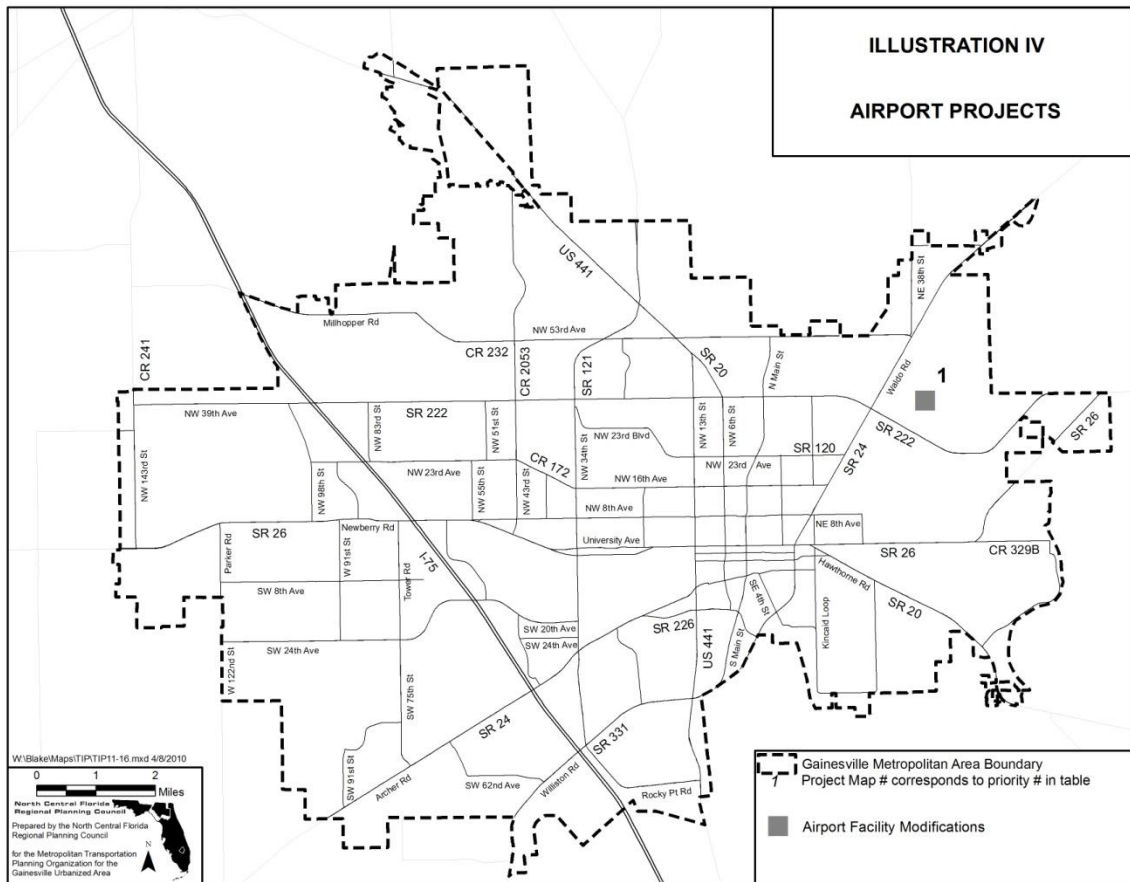 ILLUSTRATION IV
AIRPORT PROJECTS
US 441
NE 38th St
Millhopper Rd
NW 53rd Ave
CR 241
CR 232
CR 2053
SR 121
SR 20
N Main St
Waldo Rd
1
NW 39th Ave
SR 222
NW 83rd St
NW 51st St
NW 34th St
NW 13th St
NW 6th St
SR 222
SR 26
NW 143rd St
NW 98th St
NW 23rd Ave
NW 55th St
NW 43rd St
CR 172
NW 23rd Blvd
NW 23rd Ave
SR 120
SR 24
NW 16th Ave
NW 8th Ave
NE 8th Ave
SR 26
Newberry Rd
University Ave
SR 26
CR 329B
Parker Rd
W 91st St
Tower Rd
I-75
Hawthorne Rd
SR 20
SW 8th Ave
SE 4th St
Kincaid Loop
SW 20th Ave
SW 24th Ave
SR 226
US 441
S Main St
SW 24th Ave
W 122nd St
SW 75th St
SR 24
SR 331
SW 91st St
Archer Rd
SW 62nd Ave
Williston Rd
Rocky Pt Rd
W:\Blake\Maps\TIP\TIP11-16.mxd 4/8/2010
0 1 2
Miles
North Central Florida
Regional Planning Council
Prepared by the North Central Florida
Regional Planning Council
for the Metropolitan Transportation
Planning Organization for the
Gainesville Urbanized Area
N
Gainesville Metropolitan Area Boundary
1 Project Map # corresponds to priority # in table
Airport Facility Modifications